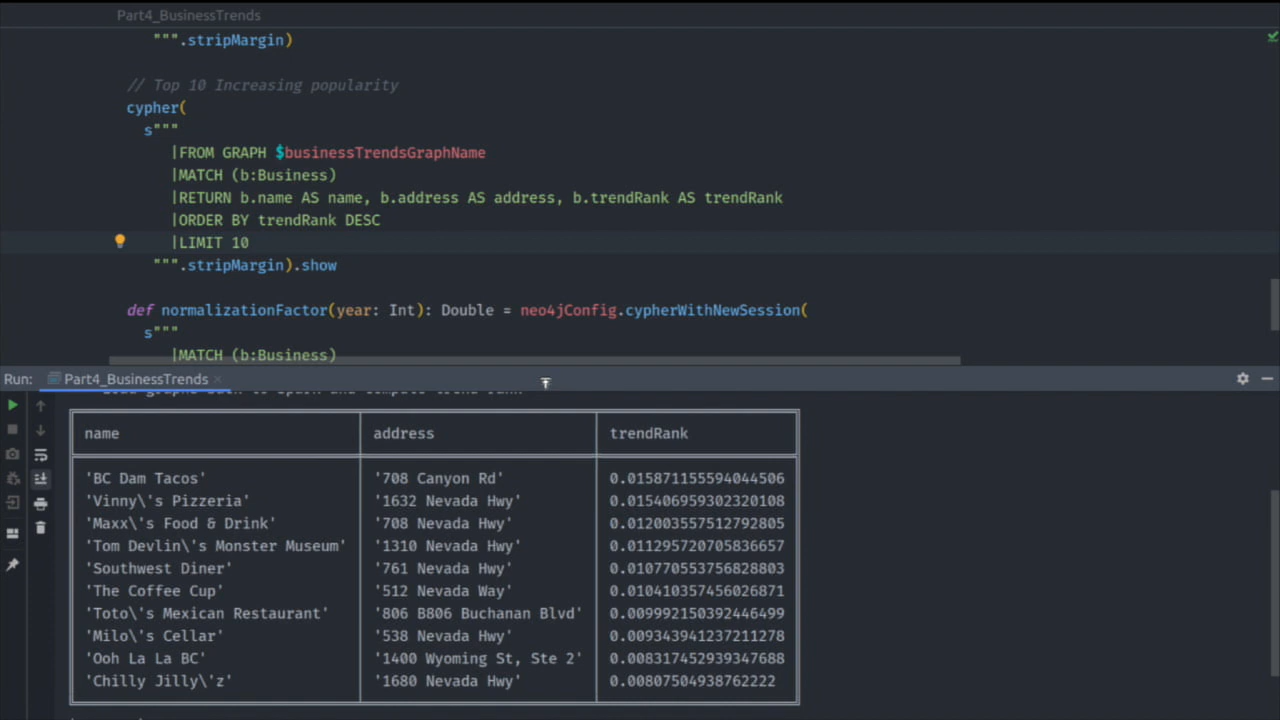 Part4_BusinessTrends
""".stripMargin)
// Top 10 Increasing popularity
cypher(
s"""
|FROM GRAPH $businessTrendsGraphName
|MATCH (b:Business)
|RETURN b.name AS name, b.address AS address, b.trendRank AS trendRank
|ORDER BY trendRank DESC
|LIMIT 10
""".stripMargin).show
def normalizationFactor(year: Int): Double = neo4jConfig.cypherWithNewSession(
s"""
|MATCH (b:Business)
Run: Part4_BusinessTrends ×
name address trendRank
'BC Dam Tacos' '708 Canyon Rd' 0.015871155594044506
'Vinny\'s Pizzeria' '1632 Nevada Hwy' 0.015406959302320108
'Maxx\'s Food & Drink' '708 Nevada Hwy' 0.012003557512792805
'Tom Devlin\'s Monster Museum' '1310 Nevada Hwy' 0.011295720705836657
'Southwest Diner' '761 Nevada Hwy' 0.010770553756828803
'The Coffee Cup' '512 Nevada Way' 0.010410357456026871
'Toto\'s Mexican Restaurant' '806 B806 Buchanan Blvd' 0.009992150392446499
'Milo\'s Cellar' '538 Nevada Hwy' 0.009343941237211278
'Ooh La La BC' '1400 Wyoming St, Ste 2' 0.008317452939347688
'Chilly Jilly\'z' '1680 Nevada Hwy' 0.00807504938762222